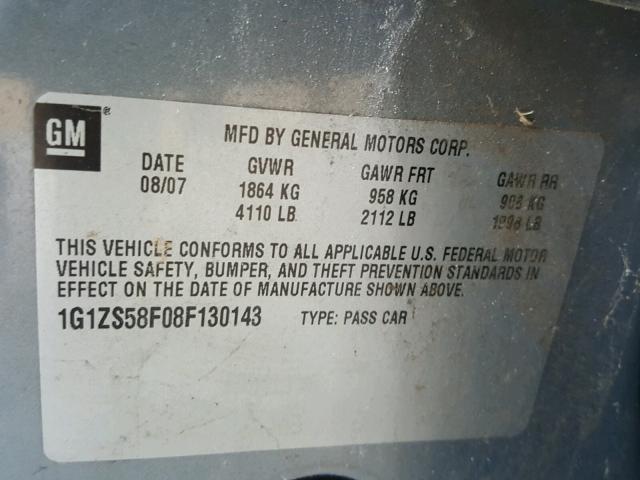 GM
MFD BY GENERAL MOTORS CORP.
DATE GVWR GAWR FRT GAWR RR
08/07 1864 KG 958 KG KG
4110 LB 2112 LB LB
THIS VEHICLE CONFORMS TO ALL APPLICABLE U.S. FEDERAL MOTOR
VEHICLE SAFETY, BUMPER, AND THEFT PREVENTION STANDARDS IN
EFFECT ON THE DATE OF MANUFACTURE SHOWN ABOVE.
1G1ZS58F08F130143 TYPE: PASS CAR